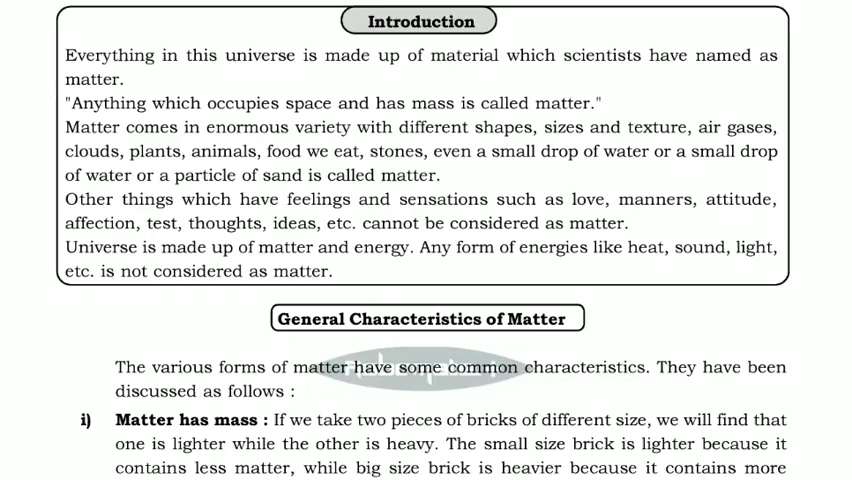 Introduction
Everything in this universe is made up of material which scientists have named as
matter.
"Anything which occupies space and has mass is called matter."
Matter comes in enormous variety with different shapes, sizes and texture, air gases,
clouds, plants, animals, food we eat, stones, even a small drop of water or a small drop
of water or a particle of sand is called matter.
Other things which have feelings and sensations such as love, manners, attitude,
affection, test, thoughts, ideas, etc. cannot be considered as matter.
Universe is made up of matter and energy. Any form of energies like heat, sound, light,
etc. is not considered as matter.
General Characteristics of Matter
The various forms of matter have some common characteristics. They have been
discussed as follows :
i) Matter has mass : If we take two pieces of bricks of different size, we will find that
one is lighter while the other is heavy. The small size brick is lighter because it
contains less matter, while big size brick is heavier because it contains more